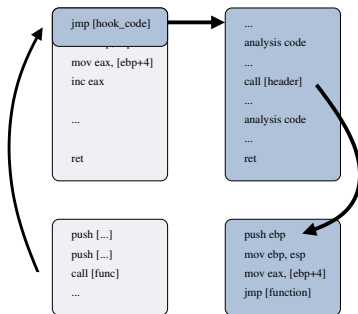 jmp [hook_code]
mov eax, [ebp+4]
inc eax
...
ret
...
analysis code
...
call [header]
...
analysis code
...
ret
push [...]
push [...]
call [func]
...
push ebp
mov ebp, esp
mov eax, [ebp+4]
jmp [function]